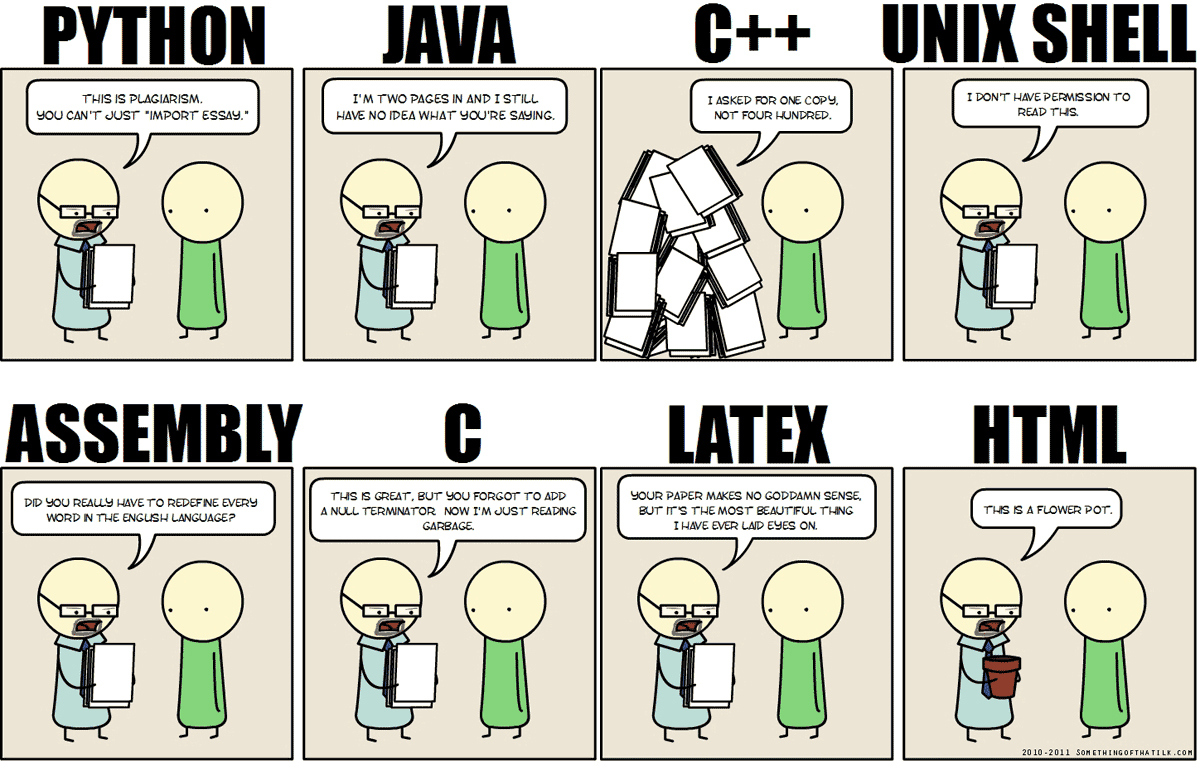 PYTHON
JAVA
C++
UNIX SHELL
THIS IS PLAGIARISM.
YOU CAN'T JUST "IMPORT ESSAY."
I'M TWO PAGES IN AND I STILL
HAVE NO IDEA WHAT YOU'RE SAYING.
I ASKED FOR ONE COPY,
NOT FOUR HUNDRED.
I DON'T HAVE PERMISSION TO
READ THIS.
ASSEMBLY
C
LATEX
HTML
DID YOU REALLY HAVE TO REDEFINE EVERY
WORD IN THE ENGLISH LANGUAGE?
THIS IS GREAT, BUT YOU FORGOT TO ADD
A NULL TERMINATOR. NOW I'M JUST READING
GARBAGE.
YOUR PAPER MAKES NO GODDAMN SENSE,
BUT IT'S THE MOST BEAUTIFUL THING
I HAVE EVER LAID EYES ON.
THIS IS A FLOWER POT.
2010-2011 SOMETHINGOFTHATILK.COM